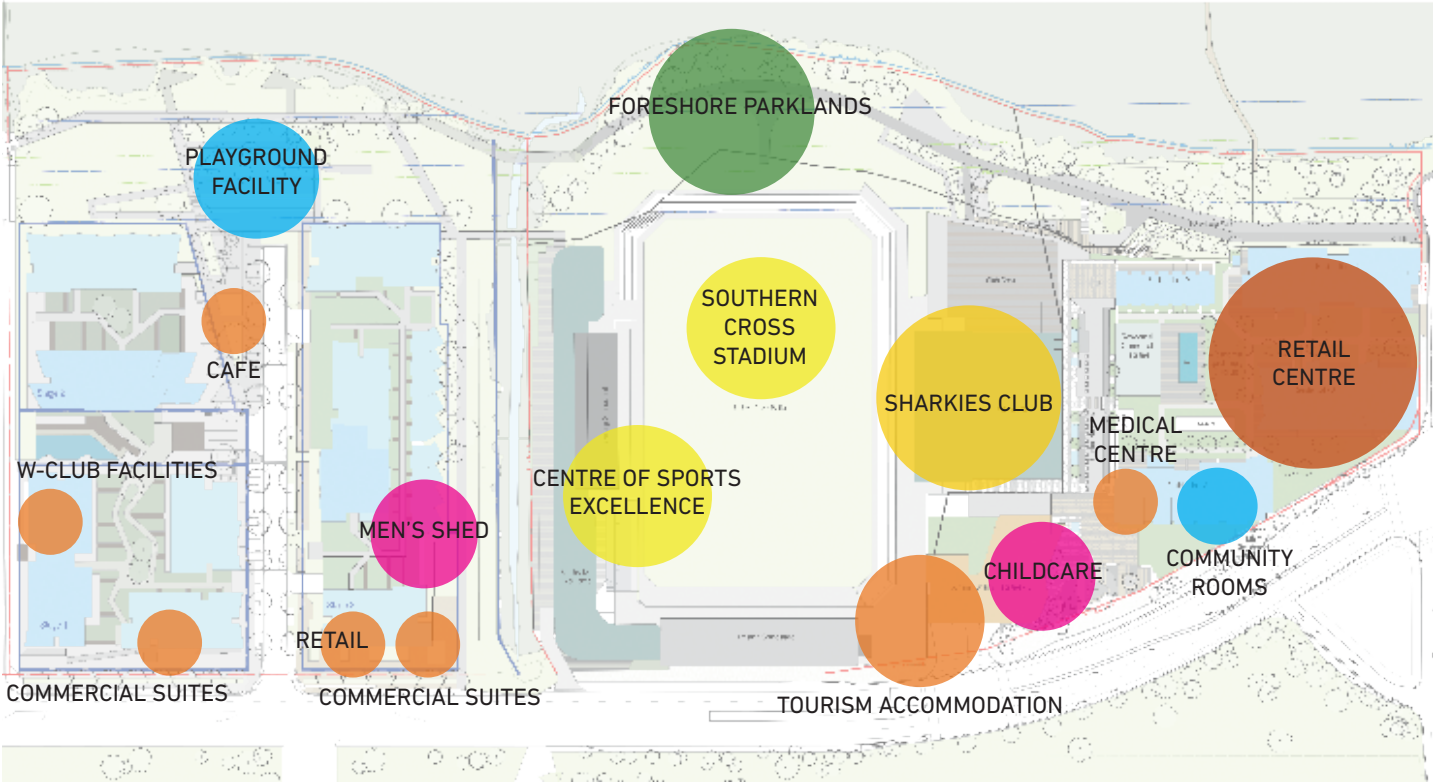 FORESHORE PARKLANDS
PLAYGROUND
FACILITY
SOUTHERN
CROSS
STADIUM
CAFE
RETAIL
CENTRE
SHARKIES CLUB
MEDICAL
CENTRE
W-CLUB FACILITIES
CENTRE OF SPORTS
EXCELLENCE
MEN'S SHED
COMMUNITY
ROOMS
CHILDCARE
RETAIL
COMMERCIAL SUITES
COMMERCIAL SUITES
TOURISM ACCOMMODATION